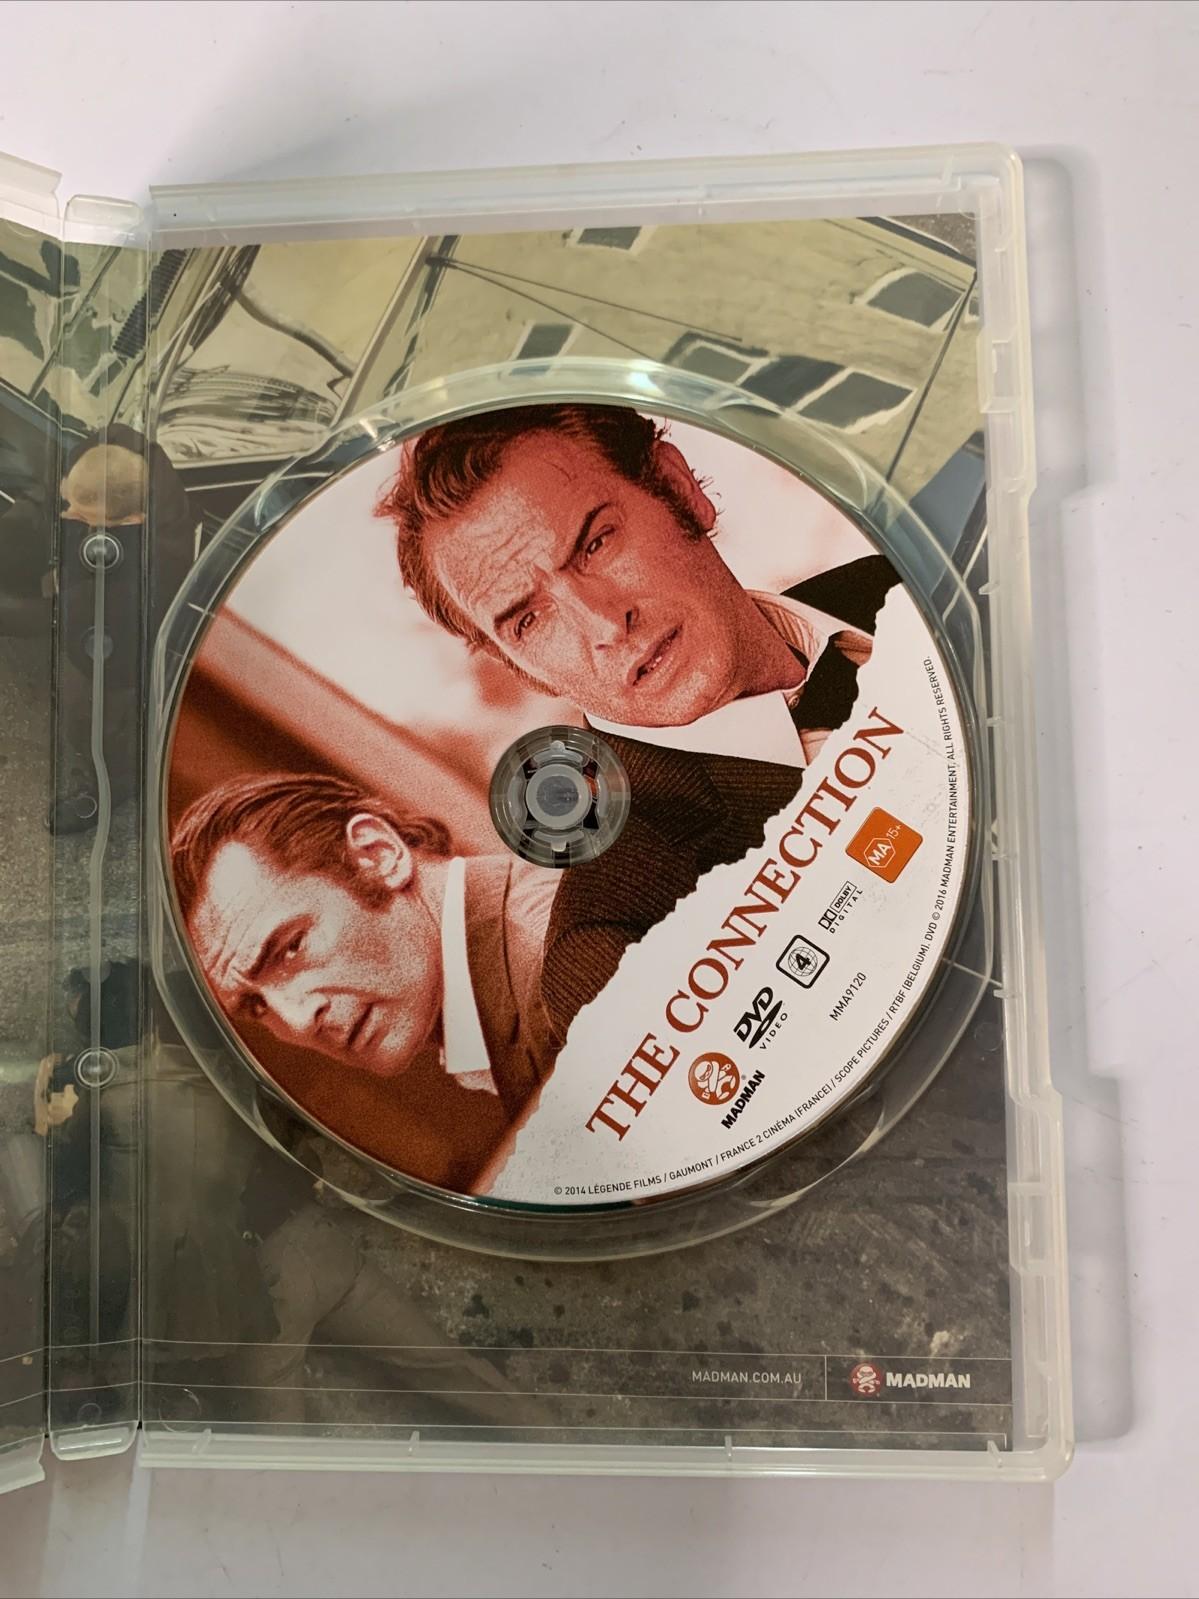 THE CONNECTION
MA 15+
DOLBY
DIGITAL
4
DVD
VIDEO
MADMAN
MMA9120
© 2014 LÉGENDE FILMS / GAUMONT / FRANCE 2 CINÉMA (FRANCE) / SCOPE PICTURES / RTBF (BELGIUM). DVD © 2016 MADMAN ENTERTAINMENT. ALL RIGHTS RESERVED.
MADMAN.COM.AU
MADMAN